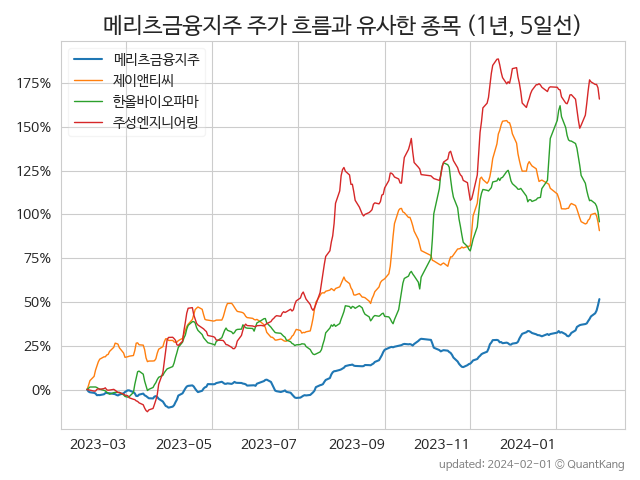 메리츠금융지주 주가 흐름과 유사한 종목 (1년, 5일선)
메리츠금융지주
제이앤티씨
한올바이오파마
주성엔지니어링
175%
150%
125%
100%
75%
50%
25%
0%
2023-03 2023-05 2023-07 2023-09 2023-11 2024-01
updated: 2024-02-01 © QuantKang